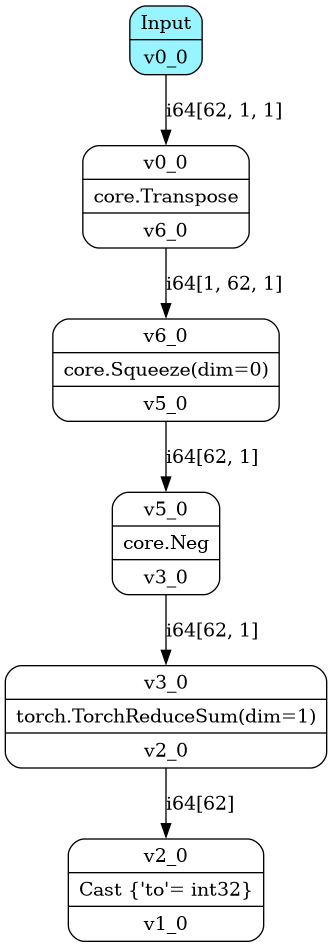 Input
v0_0
i64[62, 1, 1]
v0_0
core.Transpose
v6_0
i64[1, 62, 1]
v6_0
core.Squeeze(dim=0)
v5_0
i64[62, 1]
v5_0
core.Neg
v3_0
i64[62, 1]
v3_0
torch.TorchReduceSum(dim=1)
v2_0
i64[62]
v2_0
Cast {'to'= int32}
v1_0